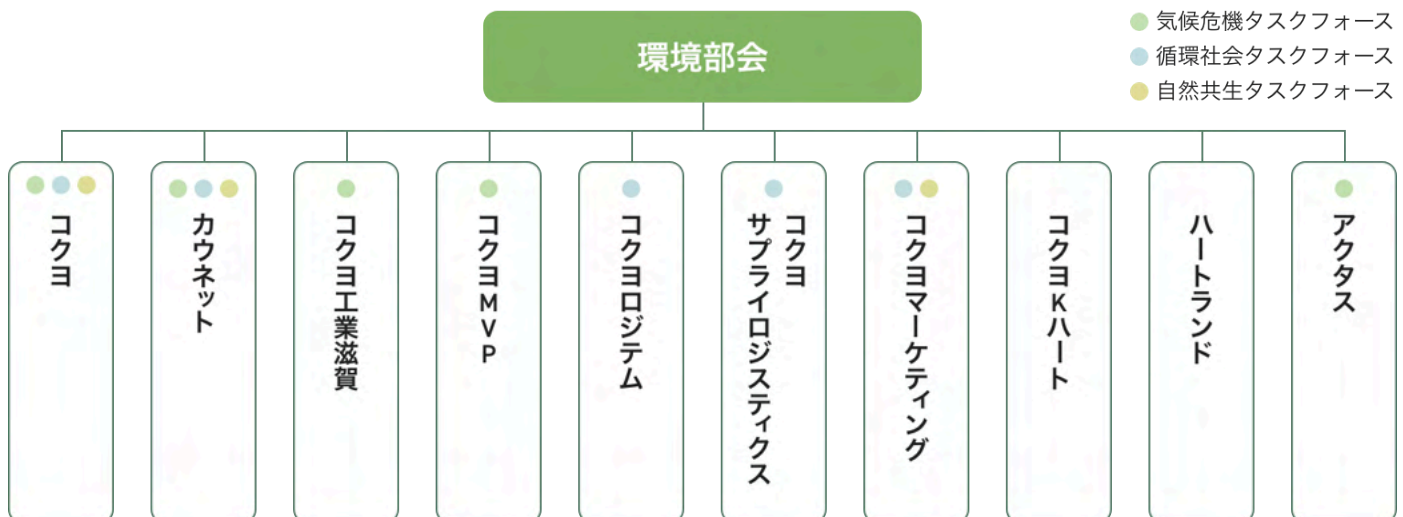 環境部会
気候危機タスクフォース
循環社会タスクフォース
自然共生タスクフォース
コクヨ
カウネット
コクヨ工業滋賀
コクヨMVP
コクヨロジテム
コクヨ
サプライロジスティクス
コクヨマーケティング
コクヨKハート
ハートランド
アクタス